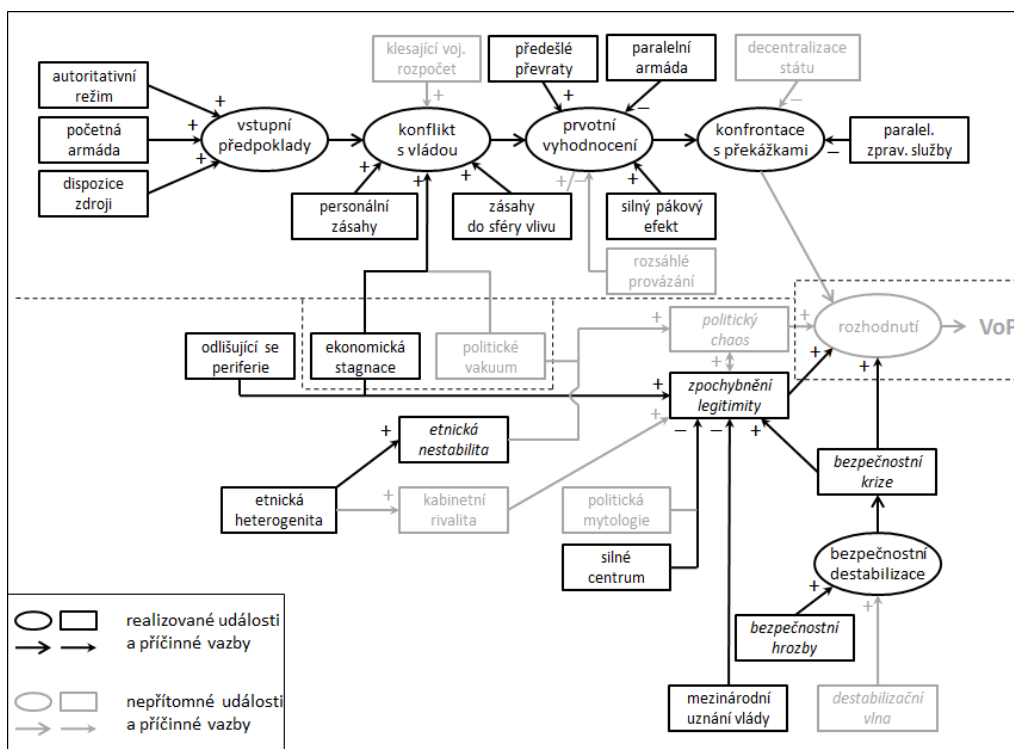 klesající voj.
rozpočet
předešlé
převraty
paralelní
armáda
decentralizace
státu
autoritativní
režim
početná
armáda
dispozice
zdroji
+
+
+
vstupní
předpoklady
+
konflikt
s vládou
+
–
prvotní
vyhodnocení
–
konfrontace
s překážkami
–
paralel.
zprav. služby
+
+
+
+
–
+
personální
zásahy
zásahy
do sféry vlivu
silný pákový
efekt
rozsáhlé
provázání
odlišující se
periferie
ekonomická
stagnace
politické
vakuum
+
politický
chaos
+
rozhodnutí
VoP
+
+
+
+
zpochybnění
legitimity
+
etnická
nestabilita
+
–
–
+
bezpečnostní
krize
etnická
heterogenita
+
kabinetní
rivalita
politická
mytologie
silné
centrum
bezpečnostní
destabilizace
+
+
bezpečnostní
hrozby
mezinárodní
uznání vlády
destabilizační
vlna
realizované události
a příčinné vazby
nepřítomné události
a příčinné vazby